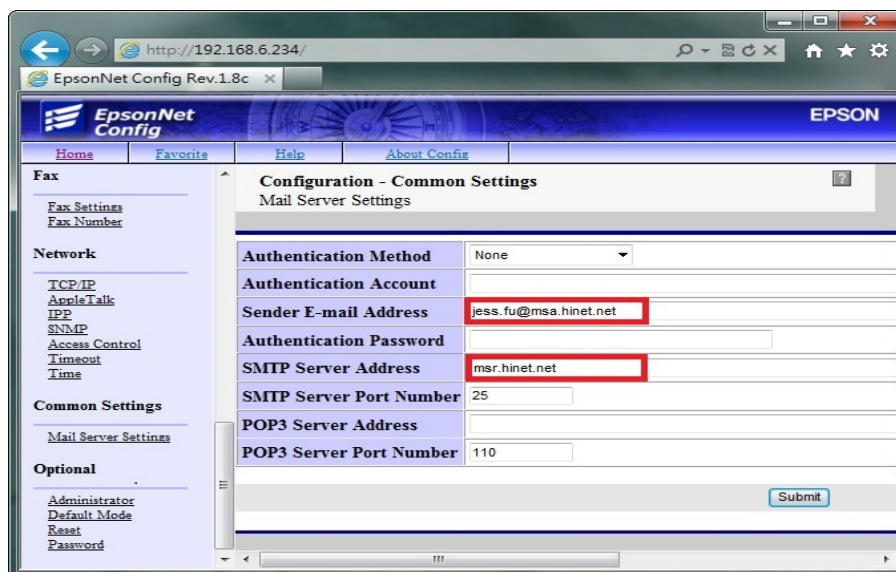 http://192.168.6.234/
EpsonNet Config Rev.1.8c
EpsonNet
Config
EPSON
Home
Favorite
Help
About Config
Fax
Fax Settings
Fax Number
Network
TCP/IP
AppleTalk
IPP
SNMP
Access Control
Timeout
Time
Common Settings
Mail Server Settings
Optional
Administrator
Default Mode
Reset
Password
Configuration - Common Settings
?
Mail Server Settings
Authentication Method None
Authentication Account
Sender E-mail Address jess.fu@msa.hinet.net
Authentication Password
SMTP Server Address msr.hinet.net
SMTP Server Port Number 25
POP3 Server Address
POP3 Server Port Number 110
Submit